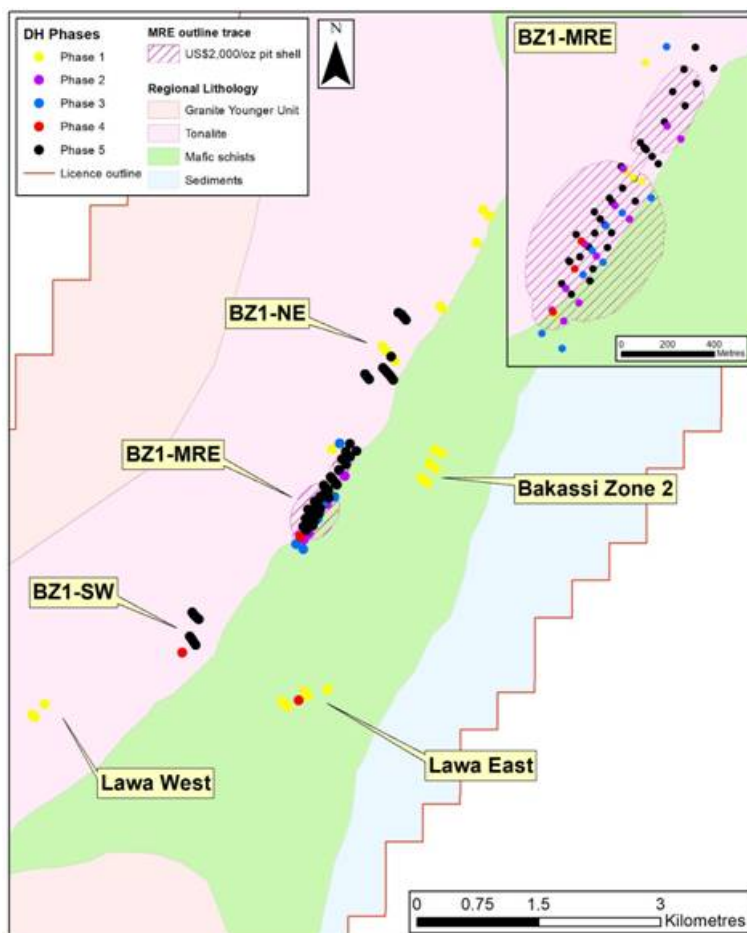 DH Phases
Phase 1
Phase 2
Phase 3
Phase 4
Phase 5
Licence outline
MRE outline trace
US$2,000/oz pit shell
Regional Lithology
Granite Younger Unit
Tonalite
Mafic schists
Sediments
N
BZ1-MRE
0 200 400
Metres
BZ1-NE
BZ1-MRE
Bakassi Zone 2
BZ1-SW
Lawa West
Lawa East
0 0.75 1.5 3
Kilometres